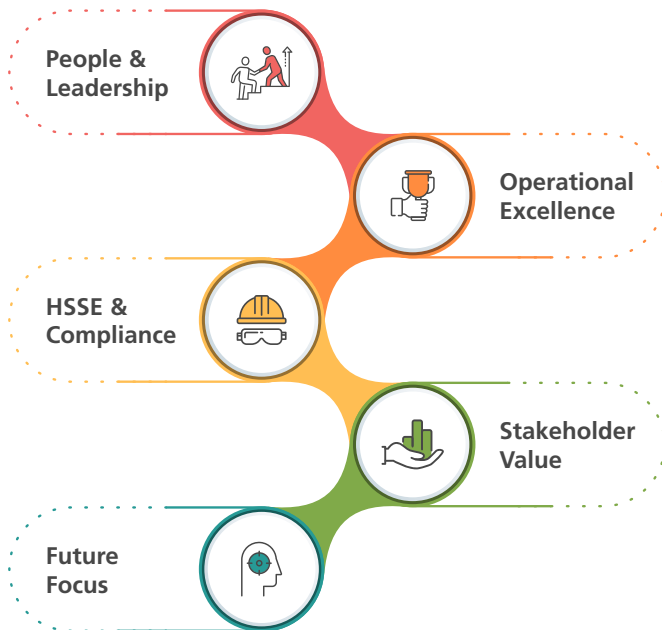 People &
Leadership
Operational
Excellence
HSSE &
Compliance
Stakeholder
Value
Future
Focus